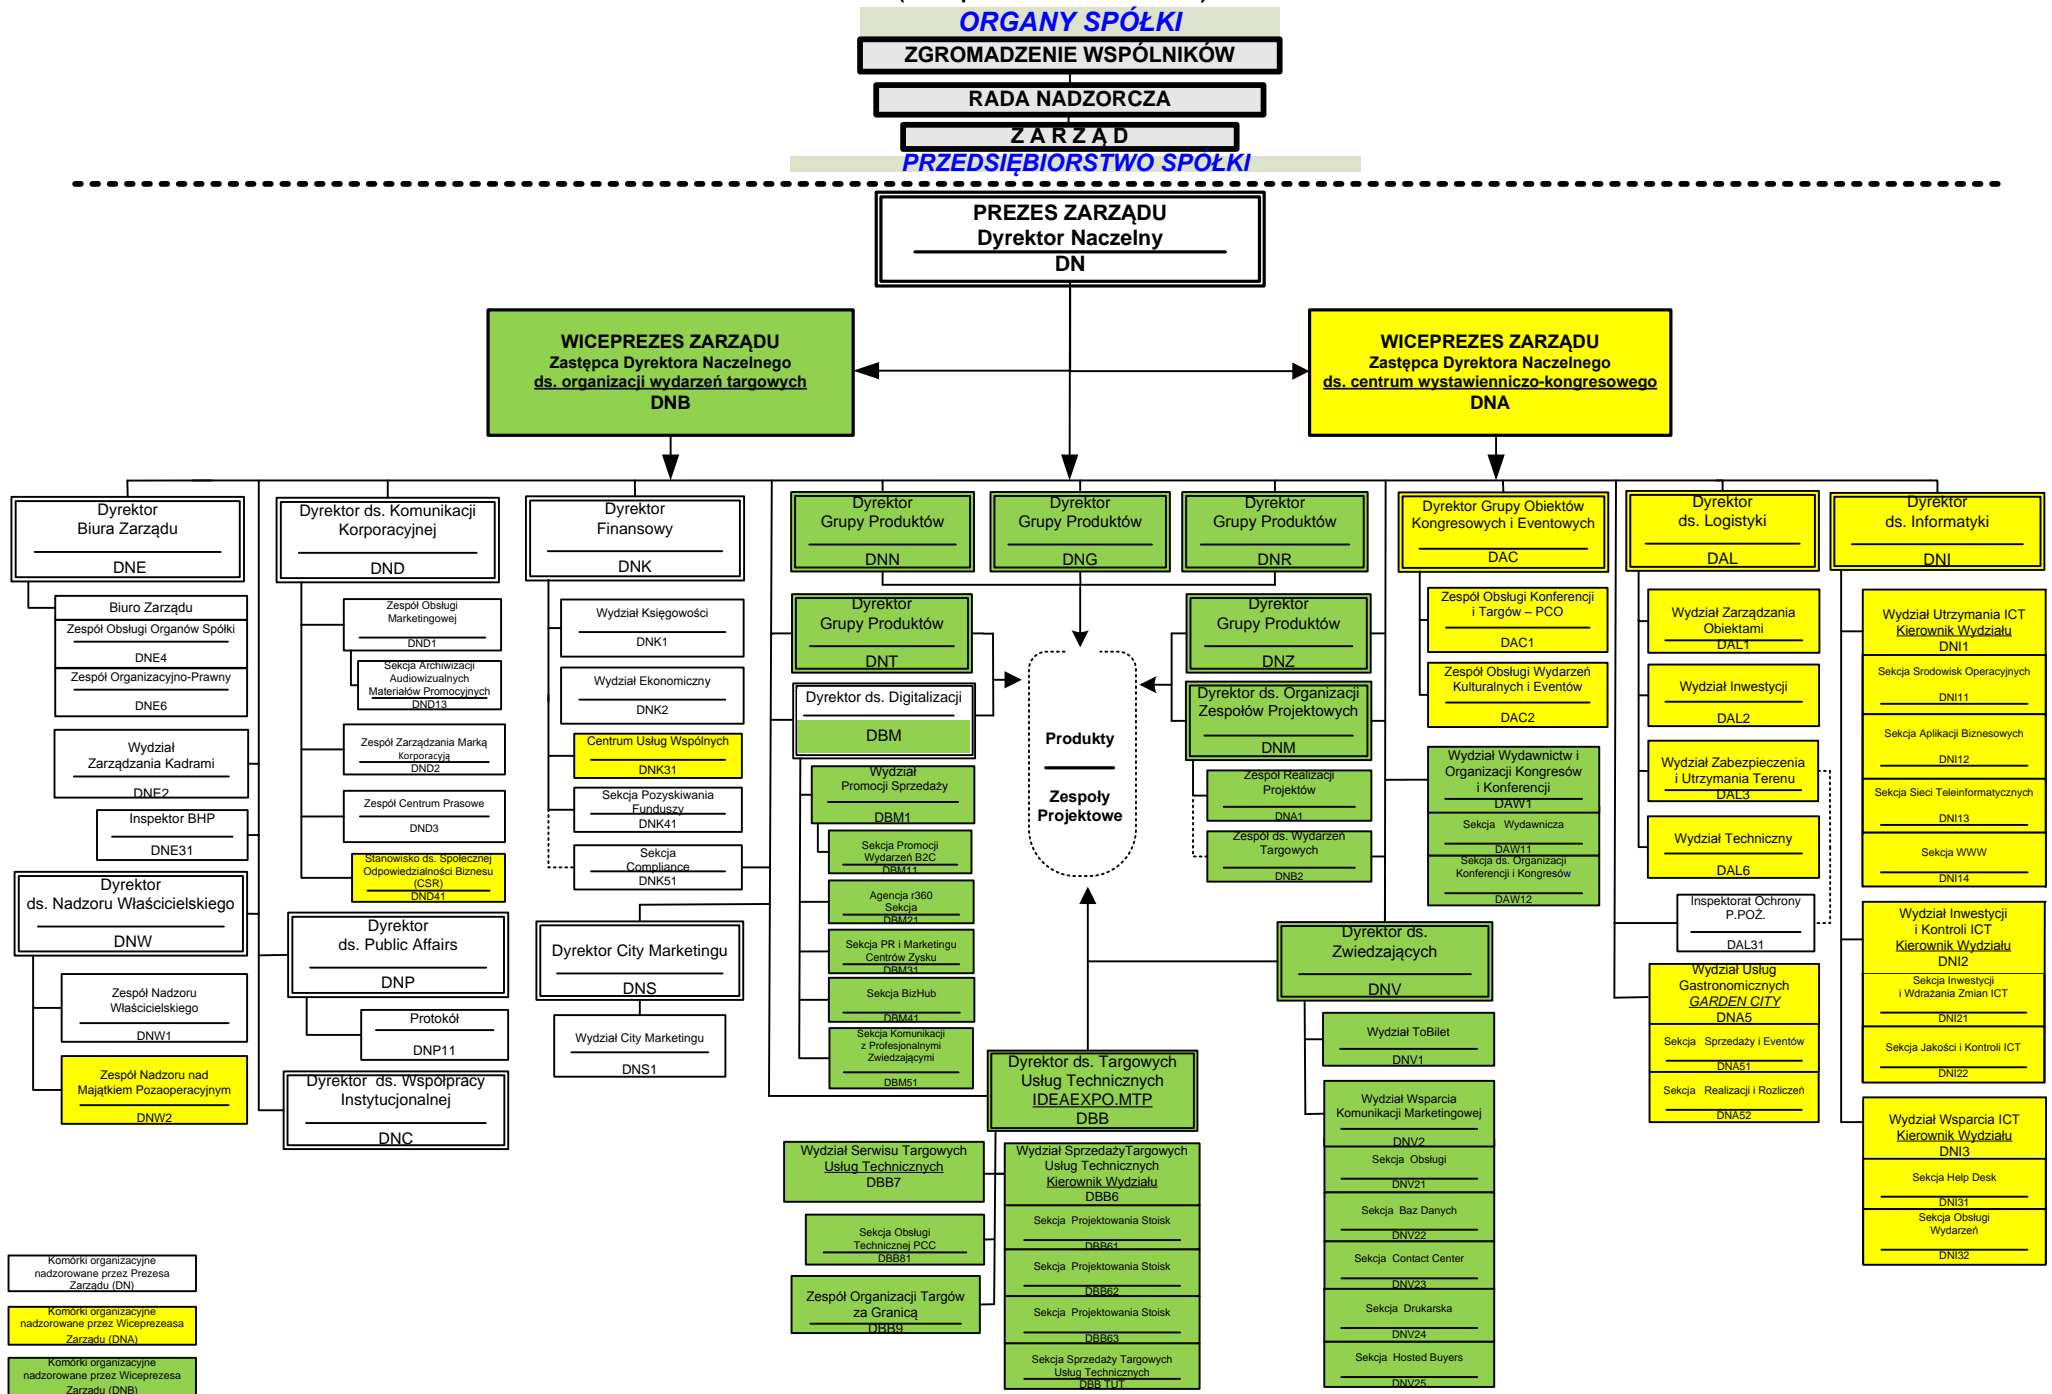 ORGANY SPÓŁKI
ZGROMADZENIE WSPÓLNIKÓW
RADA NADZORCZA
Z A R Z Ą D
PRZEDSIĘBIORSTWO SPÓŁKI
PREZES ZARZĄDU
Dyrektor Naczelny
DN
WICEPREZES ZARZĄDU
Zastępca Dyrektora Naczelnego
ds. organizacji wydarzeń targowych
DNB
WICEPREZES ZARZĄDU
Zastępca Dyrektora Naczelnego
ds. centrum wystawienniczo-kongresowego
DNA
Dyrektor
Biura Zarządu
DNE
Biuro Zarządu
Zespół Obsługi Organów Spółki
DNE4
Zespół Organizacyjno-Prawny
DNE6
Wydział
Zarządzania Kadrami
DNE2
Inspektor BHP
DNE31
Dyrektor
ds. Nadzoru Właścicielskiego
DNW
Zespół Nadzoru
Właścicielskiego
DNW1
Zespół Nadzoru nad
Majątkiem Pozaoperacyjnym
DNW2
Dyrektor ds. Komunikacji
Korporacyjnej
DND
Zespół Obsługi
Marketingowej
DND1
Sekcja Archiwizacji
Audiowizualnych
Materiałów Promocyjnych
DND13
Zespół Zarządzania Marką
Korporacyją
DND2
Zespół Centrum Prasowe
DND3
Stanowisko ds. Społecznej
Odpowiedzialności Biznesu
(CSR)
DND41
Dyrektor
ds. Public Affairs
DNP
Protokół
DNP11
Dyrektor ds. Współpracy
Instytucjonalnej
DNC
Dyrektor
Finansowy
DNK
Wydział Księgowości
DNK1
Wydział Ekonomiczny
DNK2
Centrum Usług Wspólnych
DNK31
Sekcja Pozyskiwania
Funduszy
DNK41
Sekcja
Compliance
DNK51
Dyrektor City Marketingu
DNS
Wydział City Marketingu
DNS1
Dyrektor
Grupy Produktów
DNN
Dyrektor
Grupy Produktów
DNG
Dyrektor
Grupy Produktów
DNR
Dyrektor
Grupy Produktów
DNT
Dyrektor ds. Digitalizacji
DBM
Wydział
Promocji Sprzedaży
DBM1
Sekcja Promocji
Wydarzeń B2C
DBM11
Agencja r360
Sekcja
DBM21
Sekcja PR i Marketingu
Centrów Zysku
DBM31
Sekcja BizHub
DBM41
Sekcja Komunikacji
z Profesjonalnymi
Zwiedzającymi
DBM51
Produkty
Zespoły
Projektowe
Dyrektor
Grupy Produktów
DNZ
Dyrektor ds. Organizacji
Zespołów Projektowych
DNM
Zespół Realizacji
Projektów
DNA1
Zespół ds. Wydarzeń
Targowych
DNB2
Dyrektor ds. Targowych
Usług Technicznych
IDEAEXPO.MTP
DBB
Wydział Serwisu Targowych
Usług Technicznych
DBB7
Sekcja Obsługi
Technicznej PCC
DBB81
Zespół Organizacji Targów
za Granicą
DBB9
Wydział SprzedażyTargowych
Usług Technicznych
Kierownik Wydziału
DBB6
Sekcja Projektowania Stoisk
DBB61
Sekcja Projektowania Stoisk
DBB62
Sekcja Projektowania Stoisk
DBB63
Sekcja Sprzedaży Targowych
Usług Technicznych
DBB TUT
Dyrektor ds.
Zwiedzających
DNV
Wydział ToBilet
DNV1
Wydział Wsparcia
Komunikacji Marketingowej
DNV2
Sekcja Obsługi
DNV21
Sekcja Baz Danych
DNV22
Sekcja Contact Center
DNV23
Sekcja Drukarska
DNV24
Sekcja Hosted Buyers
DNV25
Dyrektor Grupy Obiektów
Kongresowych i Eventowych
DAC
Zespół Obsługi Konferencji
i Targów – PCO
DAC1
Zespół Obsługi Wydarzeń
Kulturalnych i Eventów
DAC2
Wydział Wydawnictw i
Organizacji Kongresów
i Konferencji
DAW1
Sekcja Wydawnicza
DAW11
Sekcja ds. Organizacji
Konferencji i Kongresów
DAW12
Dyrektor
ds. Logistyki
DAL
Wydział Zarządzania
Obiektami
DAL1
Wydział Inwestycji
DAL2
Wydział Zabezpieczenia
i Utrzymania Terenu
DAL3
Wydział Techniczny
DAL6
Inspektorat Ochrony
P.POŻ.
DAL31
Wydział Usług
Gastronomicznych
GARDEN CITY
DNA5
Sekcja Sprzedaży i Eventów
DNA51
Sekcja Realizacji i Rozliczeń
DNA52
Dyrektor
ds. Informatyki
DNI
Wydział Utrzymania ICT
Kierownik Wydziału
DNI1
Sekcja Srodowisk Operacyjnych
DNI11
Sekcja Aplikacji Biznesowych
DNI12
Sekcja Sieci Teleinformatycznych
DNI13
Sekcja WWW
DNI14
Wydział Inwestycji
i Kontroli ICT
Kierownik Wydziału
DNI2
Sekcja Inwestycji
i Wdrażania Zmian ICT
DNI21
Sekcja Jakości i Kontroli ICT
DNI22
Wydział Wsparcia ICT
Kierownik Wydziału
DNI3
Sekcja Help Desk
DNI31
Sekcja Obsługi
Wydarzeń
DNI32
Komórki organizacyjne
nadzorowane przez Prezesa
Zarządu (DN)
Komórki organizacyjne
nadzorowane przez Wiceprezeasa
Zarządu (DNA)
Komórki organizacyjne
nadzorowane przez Wiceprezesa
Zarządu (DNB)